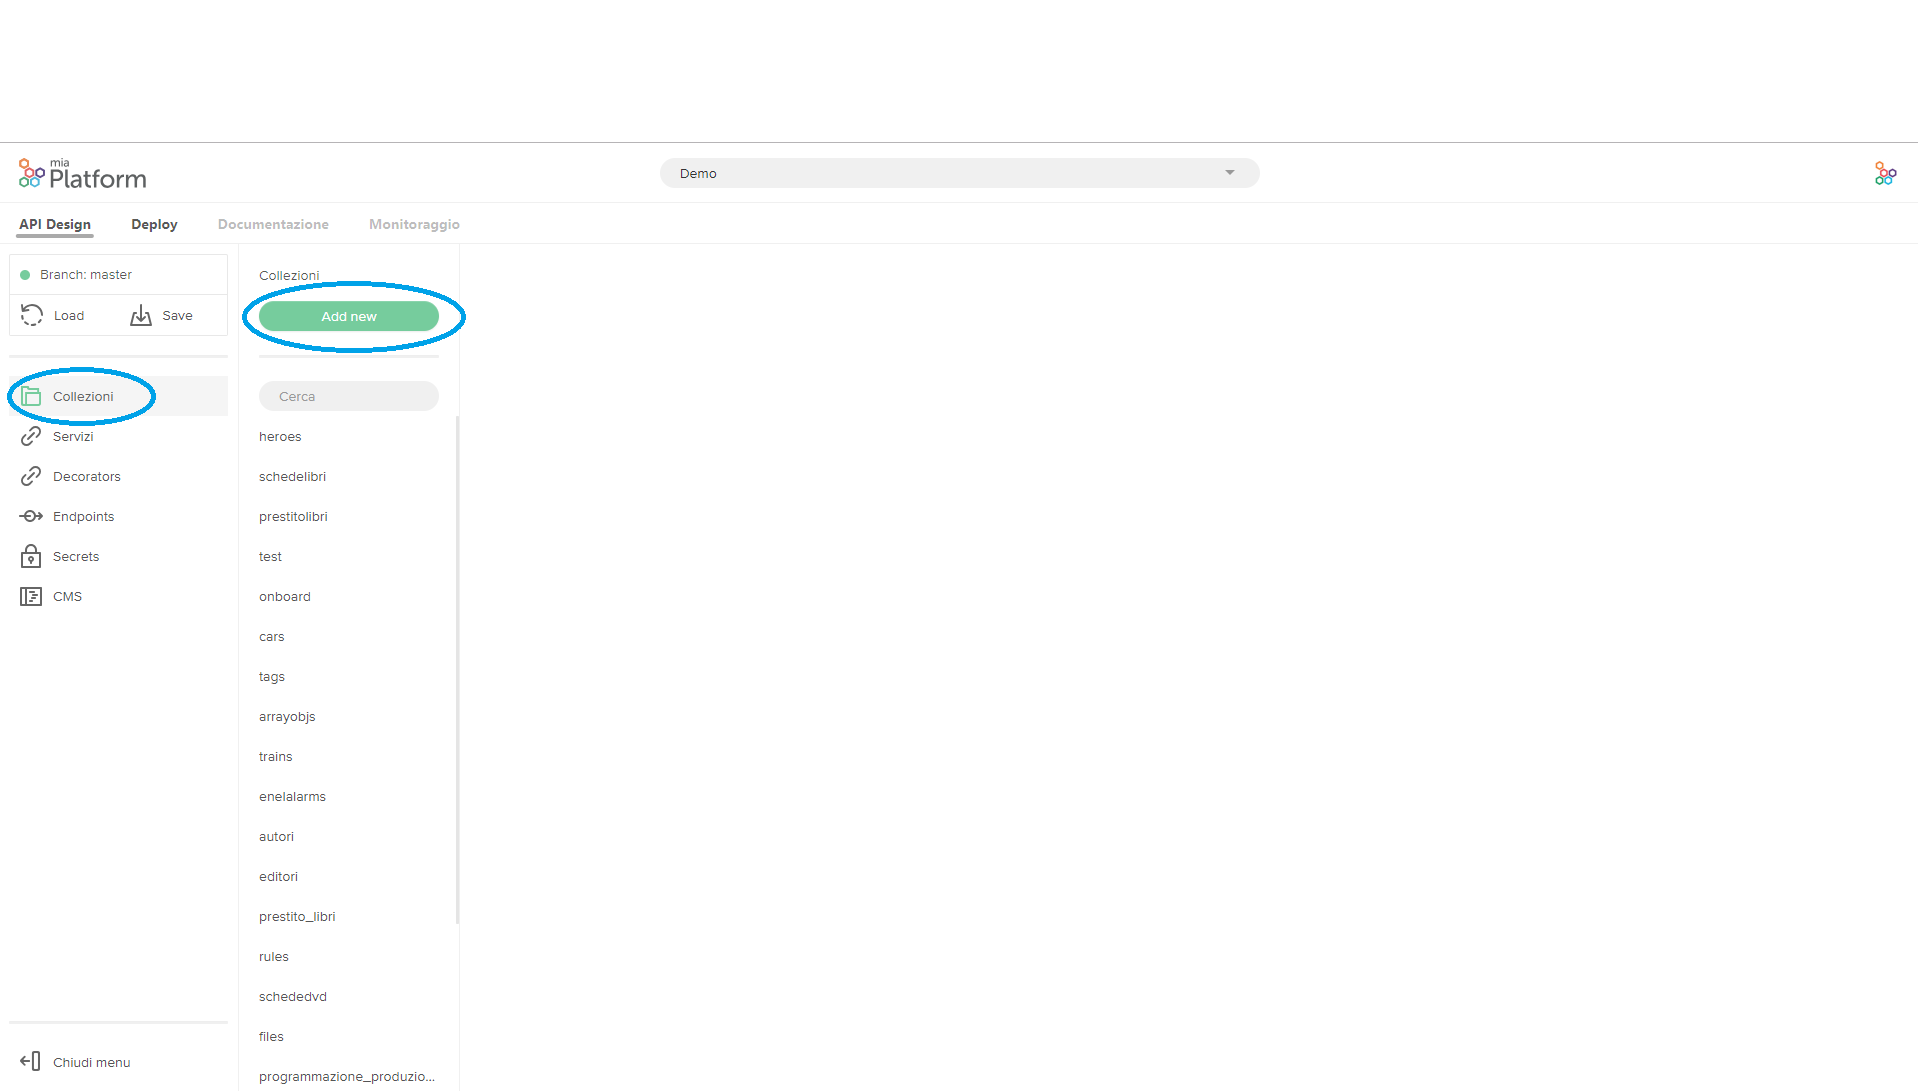 mia
Platform
Demo
API Design
Deploy
Documentazione
Monitoraggio
Branch: master
Load
Save
Collezioni
Servizi
Decorators
Endpoints
Secrets
CMS
Chiudi menu
Collezioni
Add new
Cerca
heroes
schedelibri
prestitolibri
test
onboard
cars
tags
arrayobjs
trains
enelalarms
autori
editori
prestito_libri
rules
schededvd
files
programmazione_produzio...